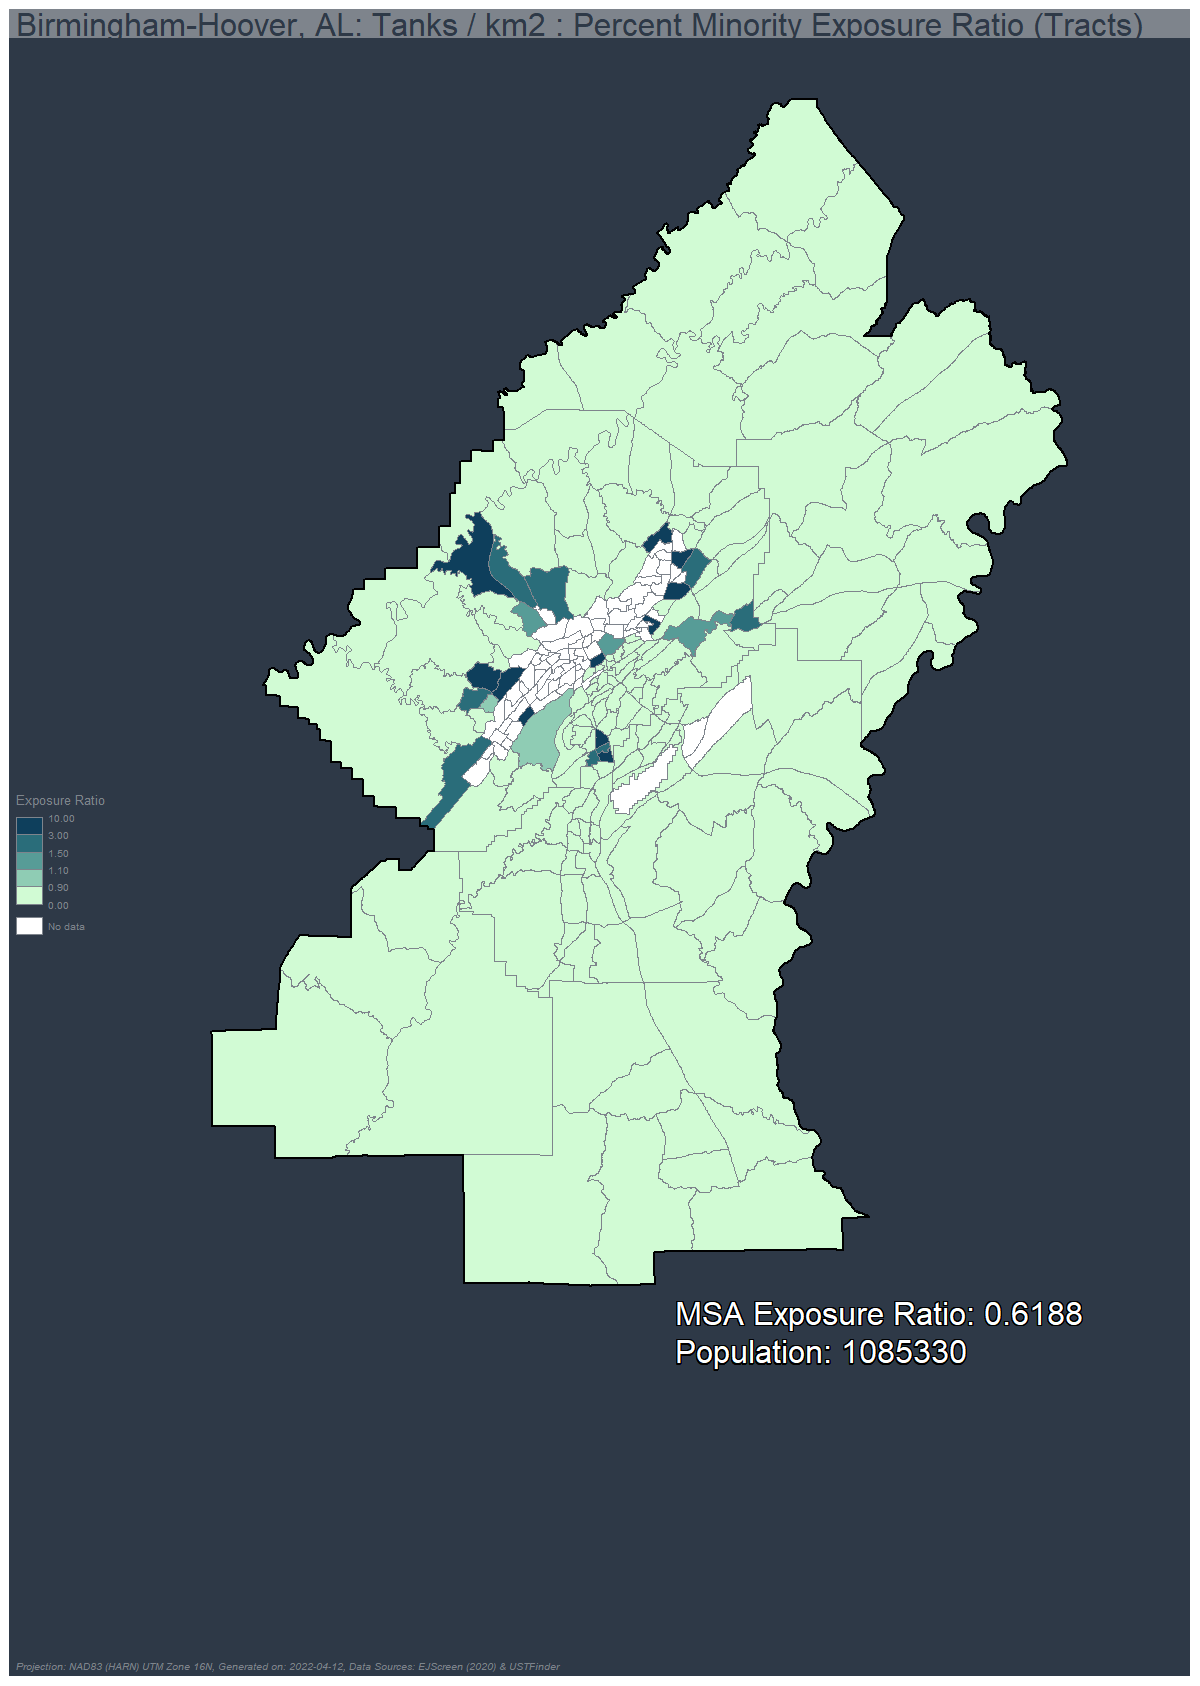 Birmingham-Hoover, AL: Tanks / km2 : Percent Minority Exposure Ratio (Tracts)
Exposure Ratio
10.00
3.00
1.50
1.10
0.90
0.00
No data
MSA Exposure Ratio: 0.6188
Population: 1085330
Projection: NAD83 (HARN) UTM Zone 16N, Generated on: 2022-04-12, Data Sources: EJScreen (2020) & USTFinder